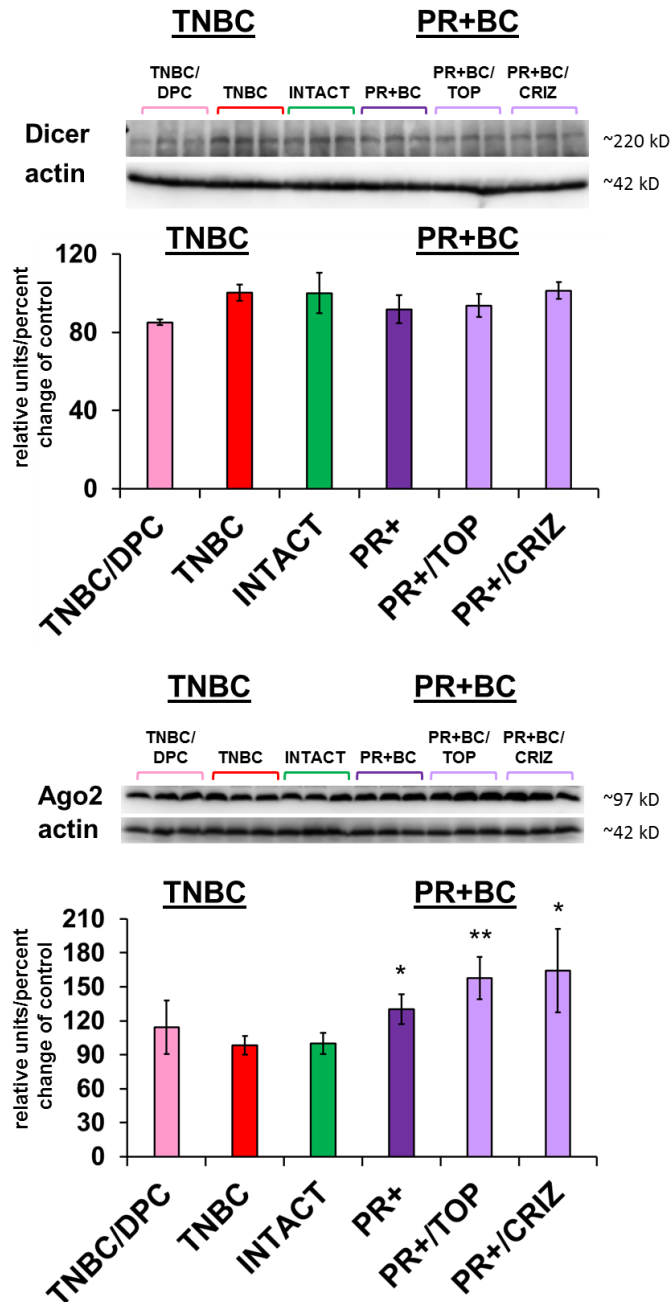 TNBC PR+BC
TNBC/ PR+BC/ PR+BC/
DPC TNBC INTACT PR+BC TOP CRIZ
Dicer ~220 kD
actin ~42 kD
TNBC PR+BC
relative units/percent
change of control
120
80
40
0
TNBC/DPC
TNBC
INTACT
PR+
PR+/TOP
PR+/CRIZ
TNBC PR+BC
TNBC/ PR+BC/ PR+BC/
DPC TNBC INTACT PR+BC TOP CRIZ
Ago2 ~97 kD
actin ~42 kD
TNBC PR+BC
relative units/percent
change of control
210
180
150
120
90
60
30
0
* ** *
TNBC/DPC
TNBC
INTACT
PR+
PR+/TOP
PR+/CRIZ